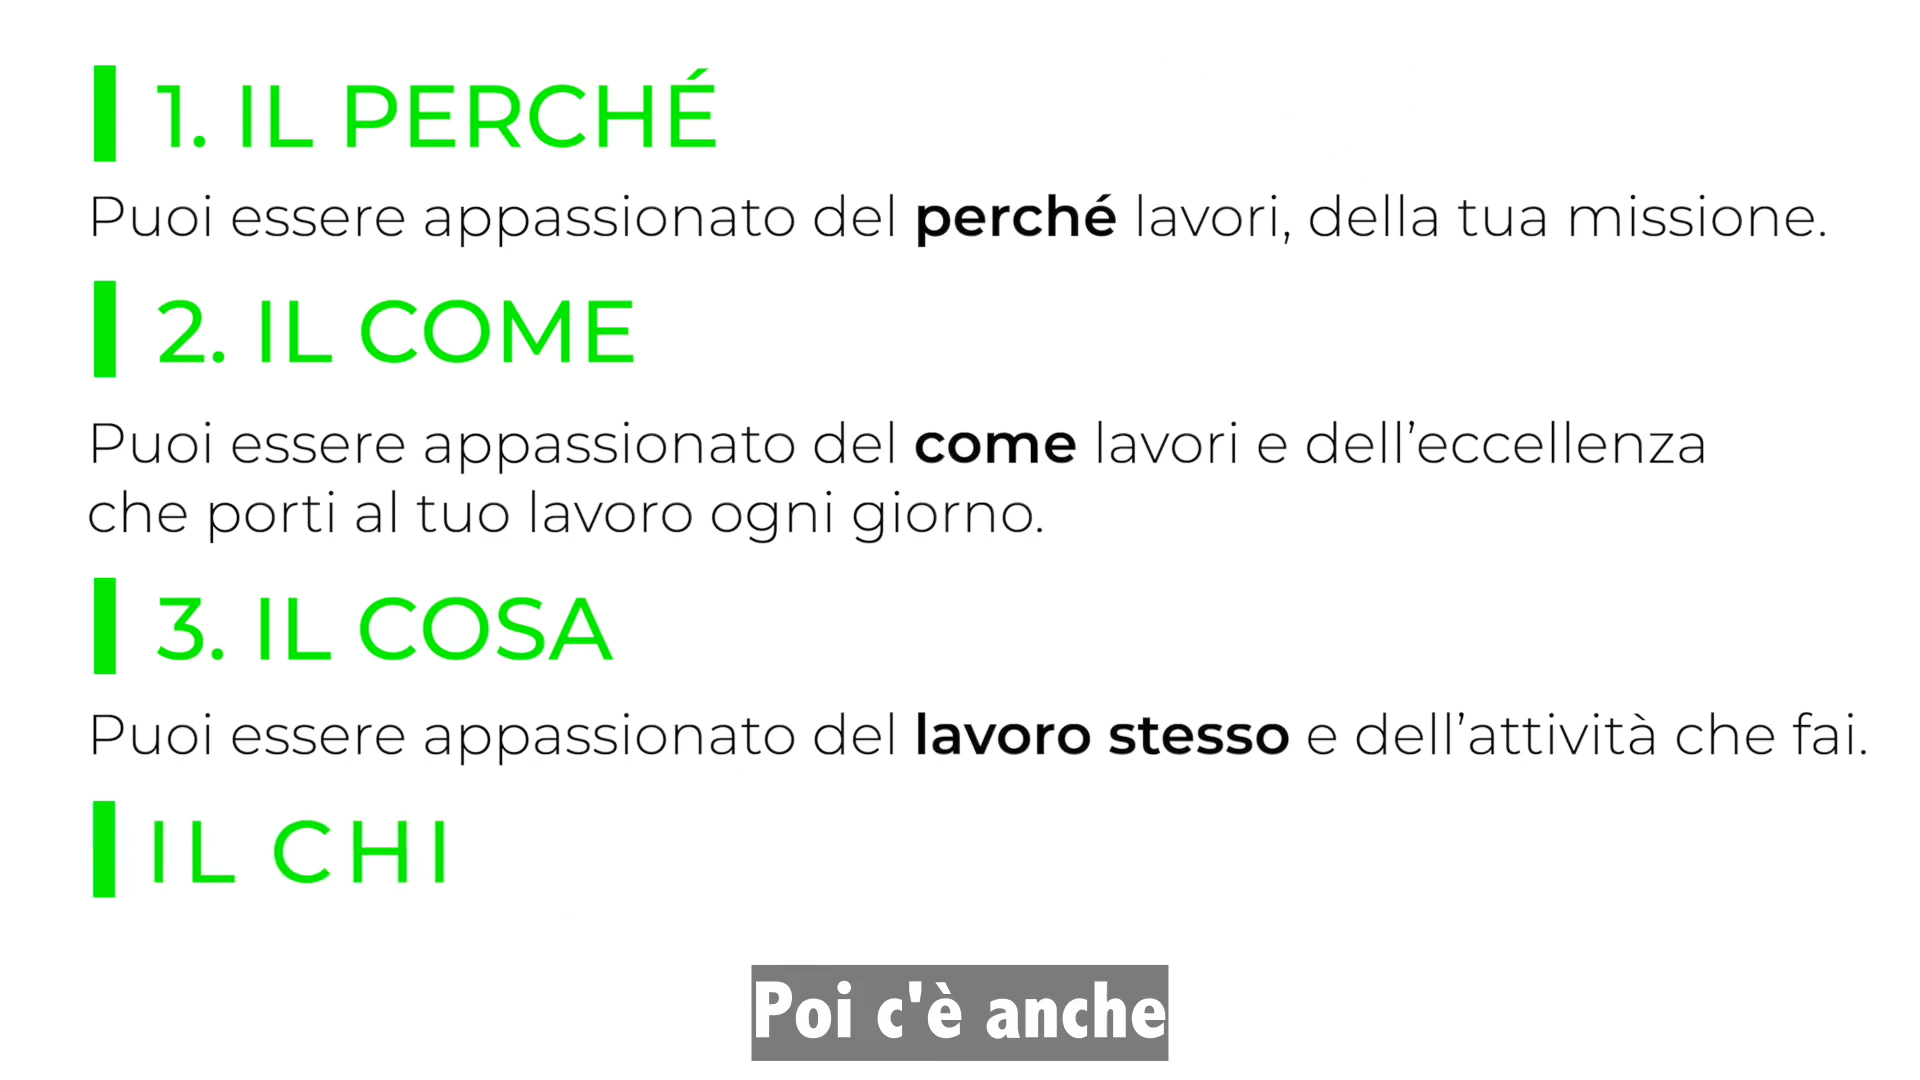 1. IL PERCHÉ
Puoi essere appassionato del perché lavori, della tua missione.
2. IL COME
Puoi essere appassionato del come lavori e dell’eccellenza
che porti al tuo lavoro ogni giorno.
3. IL COSA
Puoi essere appassionato del lavoro stesso e dell’attività che fai.
IL CHI
Poi c'è anche